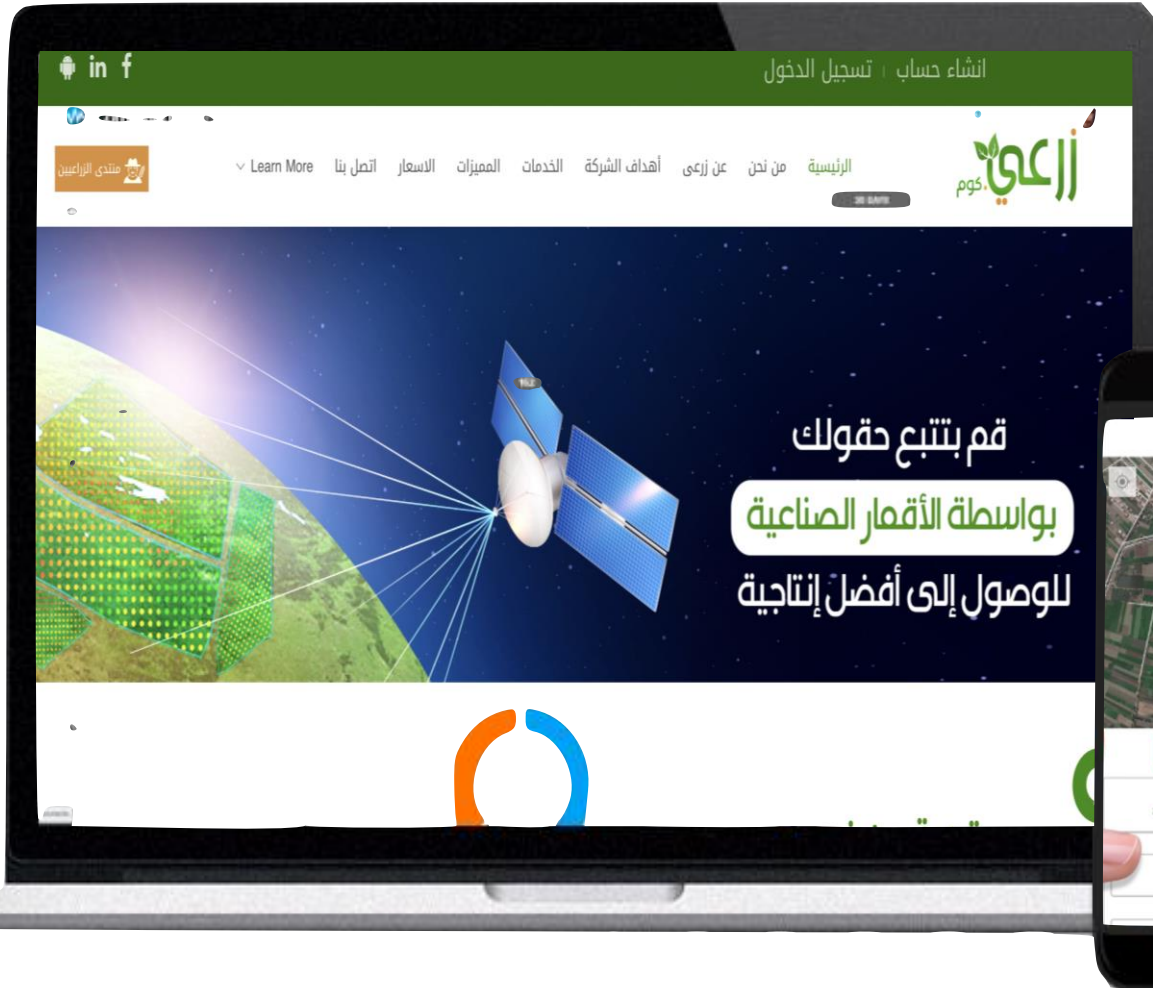 انشاء حساب | تسجيل الدخول
in f
زرعي.كوم
الرئيسية من نحن عن زرعى أهداف الشركة الخدمات المميزات الاسعار اتصل بنا Learn More
منتدى الزراعيين
قم بتتبع حقولك
بواسطة الأقمار الصناعية
للوصول إلى أفضل إنتاجية